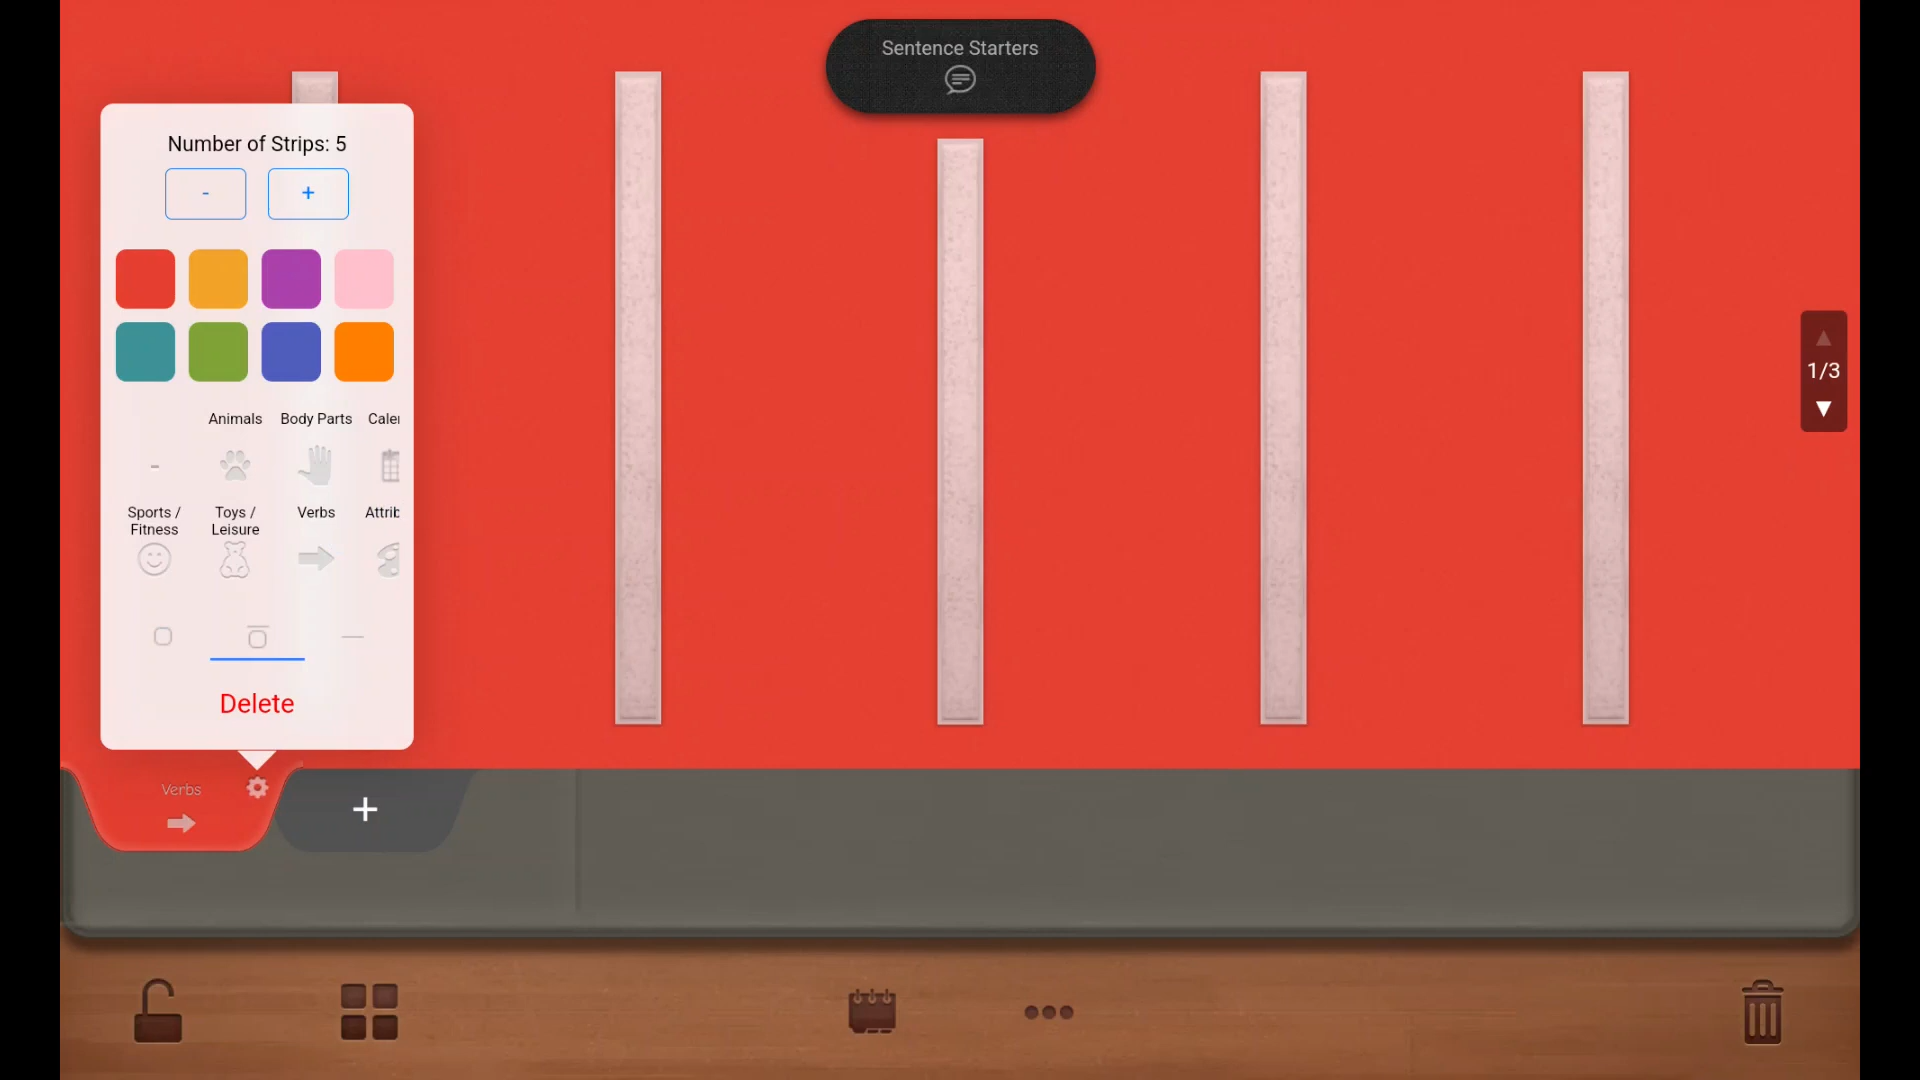 Sentence Starters
Number of Strips: 5
-
+
Animals
Body Parts
-
Sports /
Fitness
Toys /
Leisure
Verbs
Delete
1/3
Verbs
+